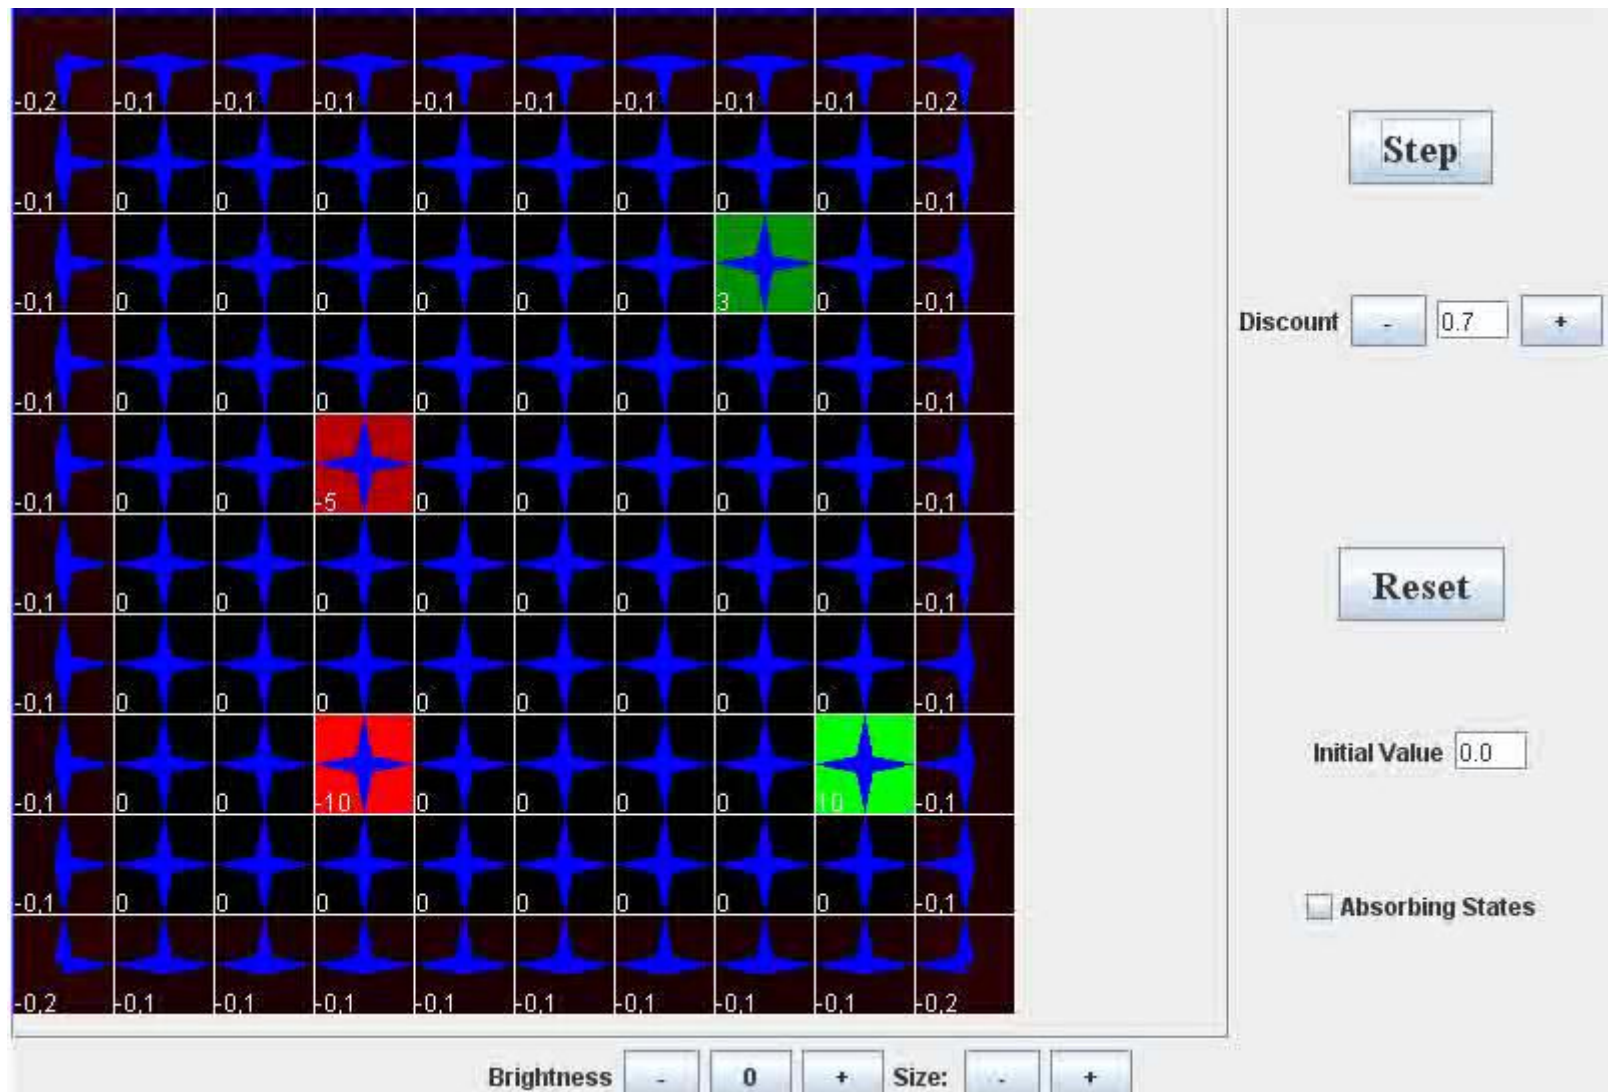 -0,2 -0,1 -0,1 -0,1 -0,1 -0,1 -0,1 -0,1 -0,1 -0,2
Step
-0,1 0 0 0 0 0 0 0 0 -0,1
-0,1 0 0 0 0 0 0 3 0 -0,1
Discount - 0.7 +
-0,1 0 0 0 0 0 0 0 0 -0,1
-0,1 0 0 -5 0 0 0 0 0 -0,1
-0,1 0 0 0 0 0 0 0 0 -0,1
Reset
-0,1 0 0 0 0 0 0 0 0 -0,1
-0,1 0 0 -10 0 0 0 0 10 -0,1
Initial Value 0.0
-0,1 0 0 0 0 0 0 0 0 -0,1
Absorbing States
-0,2 -0,1 -0,1 -0,1 -0,1 -0,1 -0,1 -0,1 -0,1 -0,2
Brightness - 0 + Size: - +